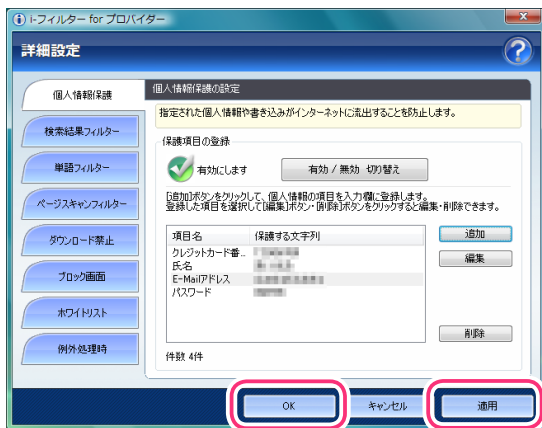 i-フィルター for プロバイダー
詳細設定
個人情報保護
検索結果フィルター
単語フィルター
ページスキャンフィルター
ダウンロード禁止
ブロック画面
ホワイトリスト
例外処理時
個人情報保護の設定
指定された個人情報や書き込みがインターネットに流出することを防止します。
保護項目の登録
有効にします
有効 / 無効 切り替え
[追加]ボタンをクリックして、個人情報の項目を入力欄に登録します。
登録した項目を選択して[編集]ボタン・[削除]ボタンをクリックすると編集・削除できます。
項目名 保護する文字列
クレジットカード番...
氏名
E-Mailアドレス
パスワード
追加
編集
削除
件数 4件
OK
キャンセル
適用